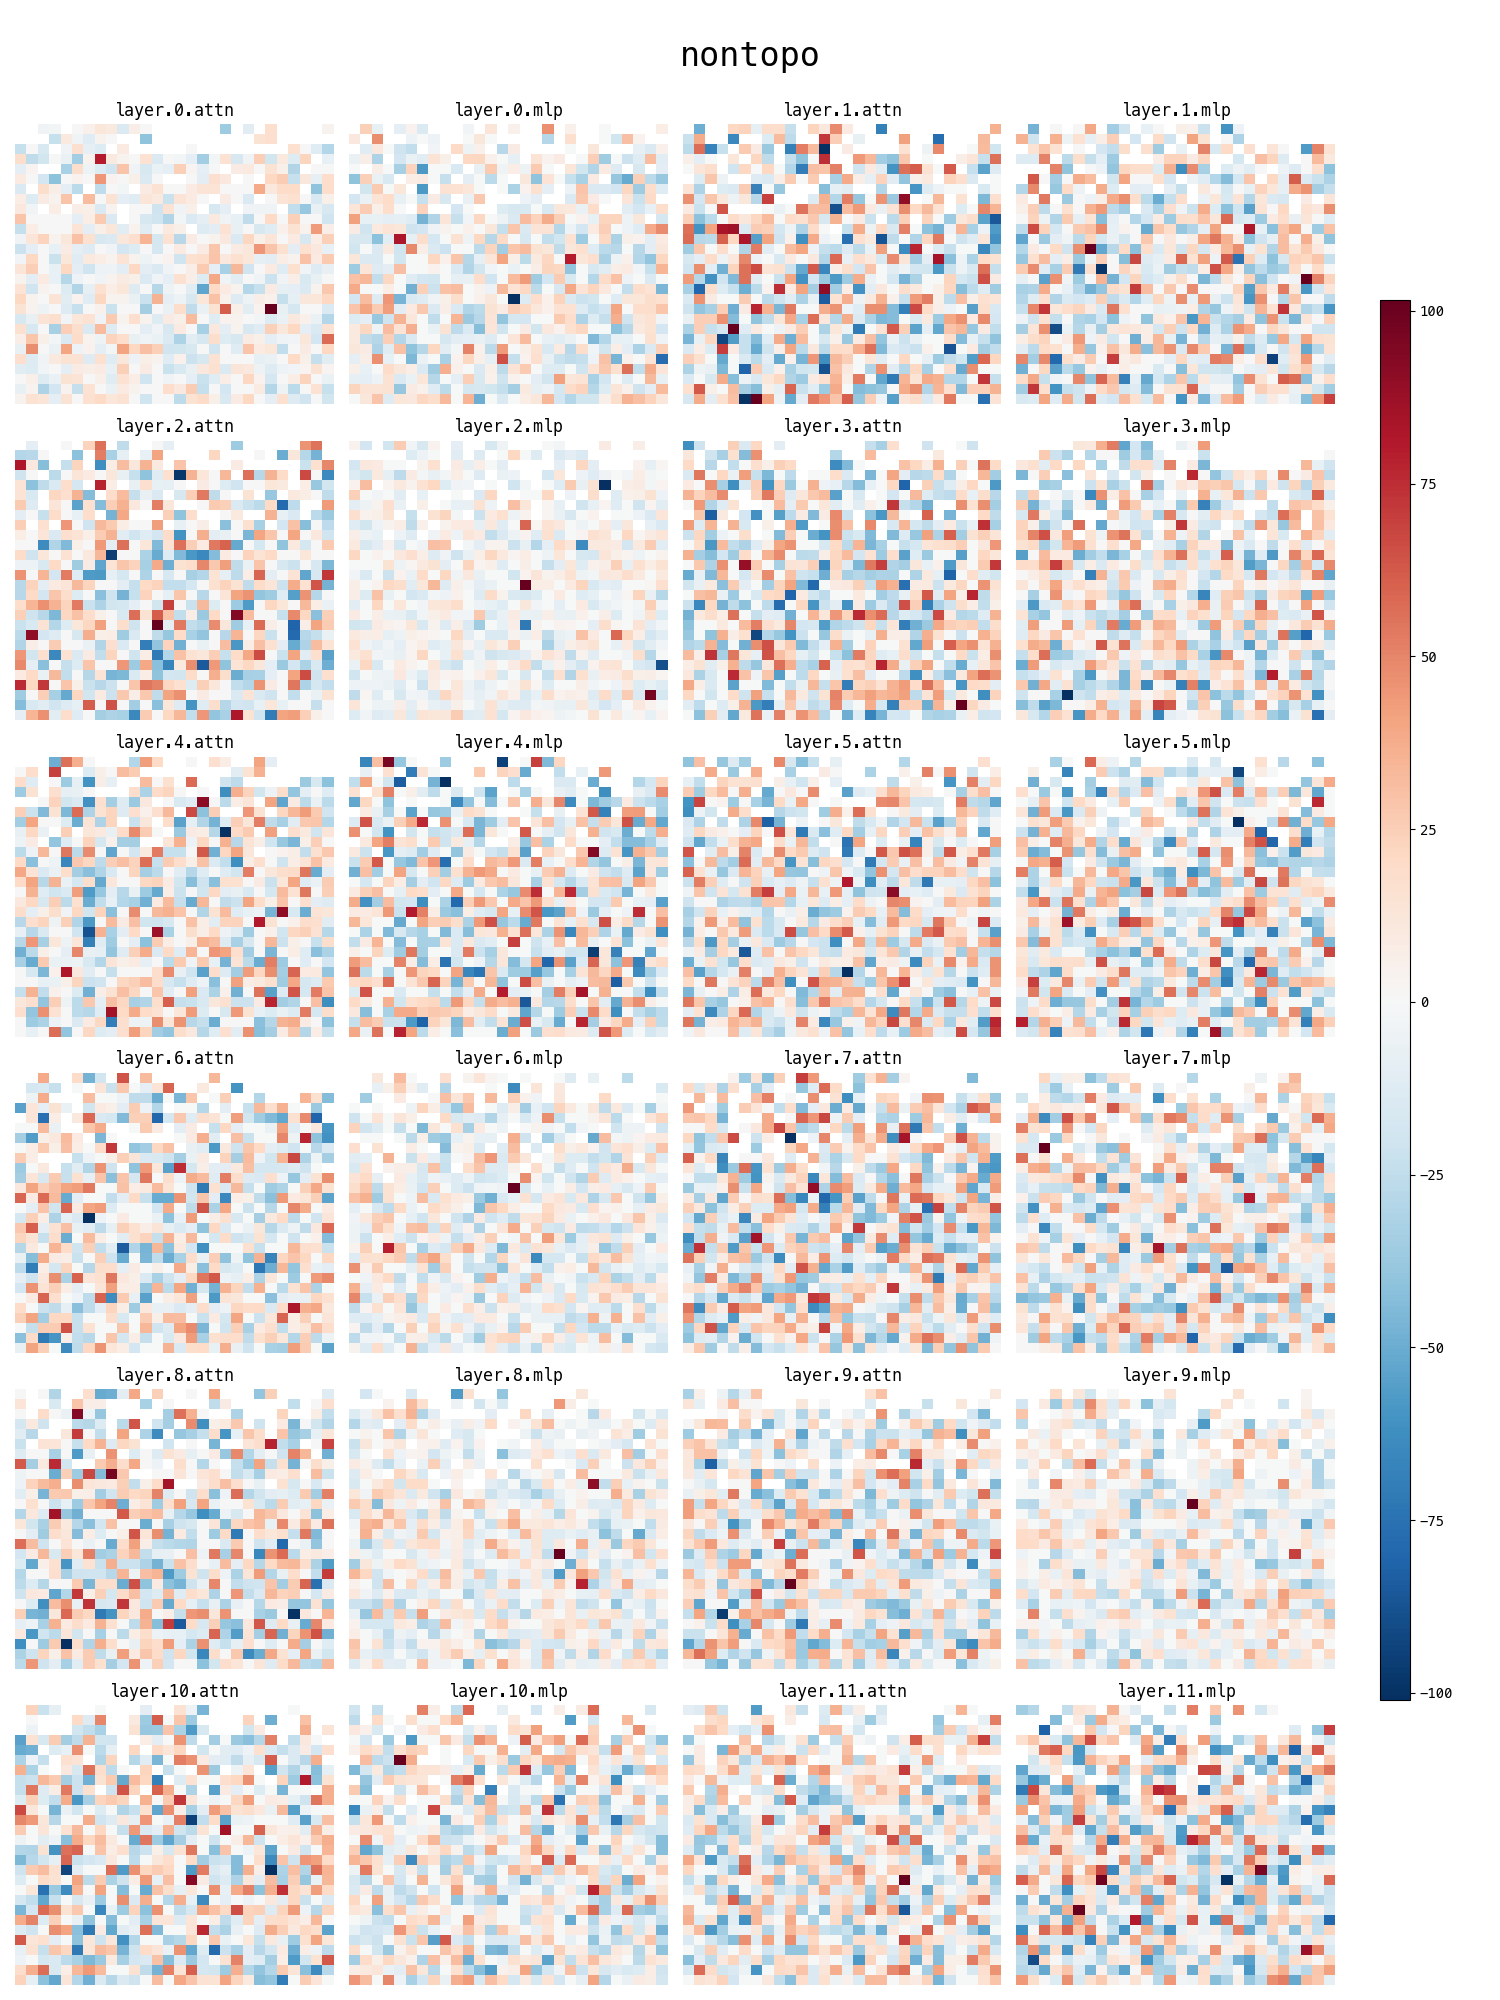 nontopo
layer.0.attn layer.0.mlp layer.1.attn layer.1.mlp
layer.2.attn layer.2.mlp layer.3.attn layer.3.mlp
layer.4.attn layer.4.mlp layer.5.attn layer.5.mlp
layer.6.attn layer.6.mlp layer.7.attn layer.7.mlp
layer.8.attn layer.8.mlp layer.9.attn layer.9.mlp
layer.10.attn layer.10.mlp layer.11.attn layer.11.mlp
100
75
50
25
0
−25
−50
−75
−100